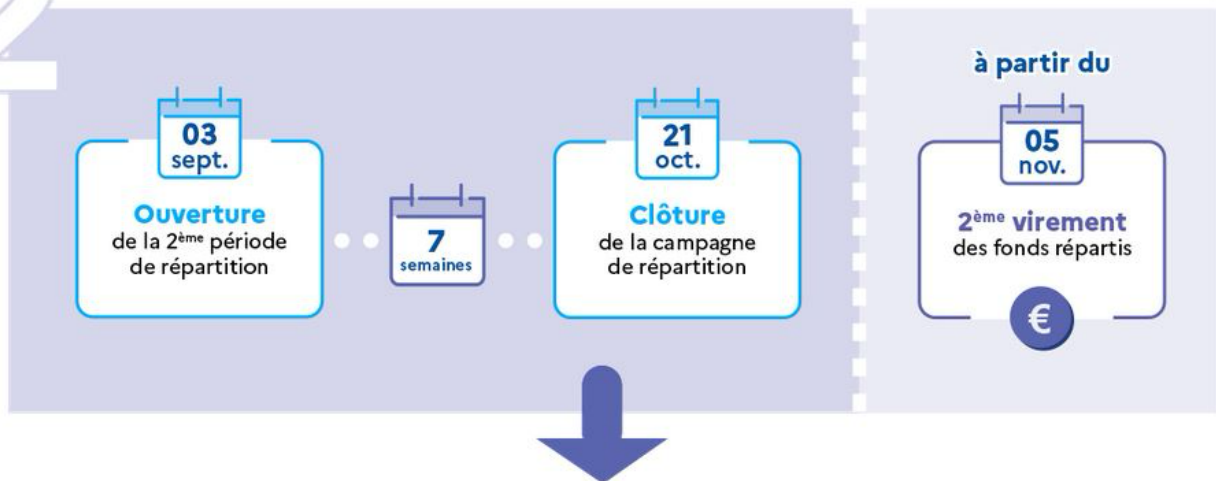 2
03
sept.
Ouverture
de la 2ème période
de répartition
7
semaines
21
oct.
Clôture
de la campagne
de répartition
à partir du
05
nov.
2ème virement
des fonds répartis
€